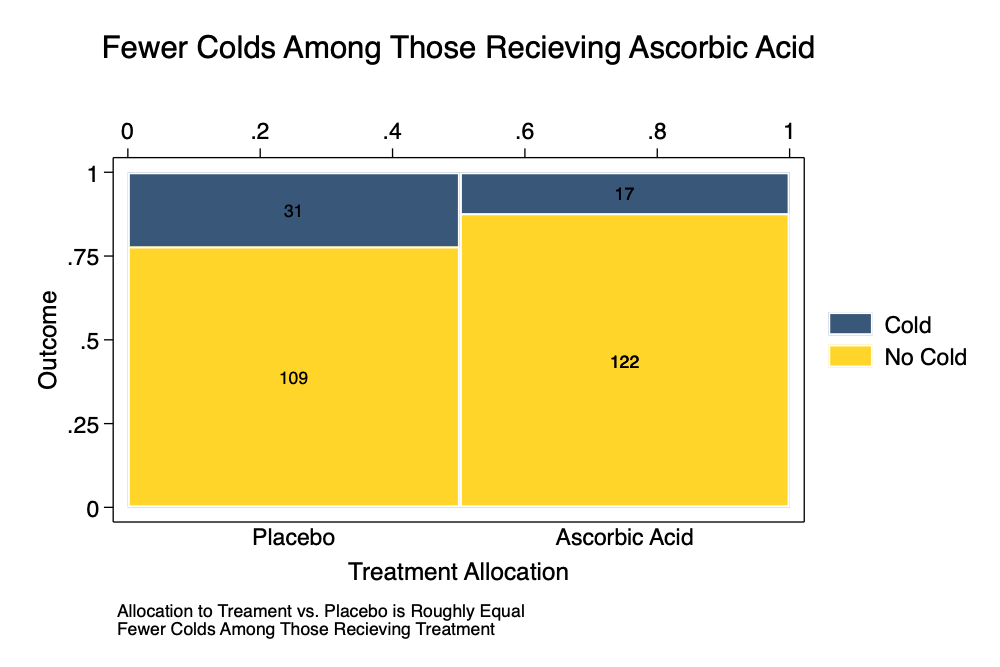 Fewer Colds Among Those Recieving Ascorbic Acid
0 .2 .4 .6 .8 1
1
31
17
.75
Outcome
.5
Cold
No Cold
122
109
.25
0
Placebo Ascorbic Acid
Treatment Allocation
Allocation to Treament vs. Placebo is Roughly Equal
Fewer Colds Among Those Recieving Treatment